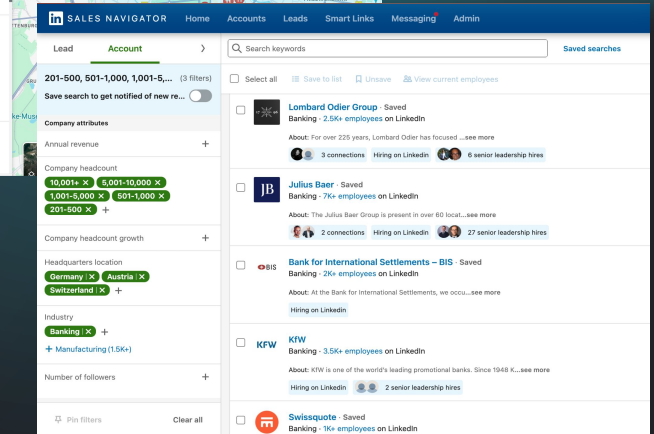 in SALES NAVIGATOR Home Accounts Leads Smart Links Messaging Admin
Lead Account
Search keywords
Saved searches
201-500, 501-1,000, 1,001-5,... (3 filters)
Save search to get notified of new re...
Select all Save to list Unsave View current employees
Company attributes
Annual revenue +
Company headcount
10,001+ X 5,001-10,000 X
1,001-5,000 X 501-1,000 X
201-500 X +
Company headcount growth +
Headquarters location
Germany X Austria X
Switzerland X +
Industry
Banking X +
+ Manufacturing (1.5K+)
Number of followers +
Pin filters Clear all
Lombard Odier Group · Saved
Banking · 2.5K+ employees on LinkedIn
About: For over 225 years, Lombard Odier has focused ...see more
3 connections Hiring on Linkedin 6 senior leadership hires
JB
Julius Baer · Saved
Banking · 7K+ employees on LinkedIn
About: The Julius Baer Group is present in over 60 locat...see more
2 connections Hiring on Linkedin 27 senior leadership hires
BIS
Bank for International Settlements – BIS · Saved
Banking · 2K+ employees on LinkedIn
About: At the Bank for International Settlements, we occu...see more
Hiring on Linkedin
KFW
KfW
Banking · 3.5K+ employees on LinkedIn
About: KfW is one of the world's leading promotional banks. Since 1948 K...see more
Hiring on Linkedin 2 senior leadership hires
Swissquote · Saved
Banking · 1K+ employees on LinkedIn